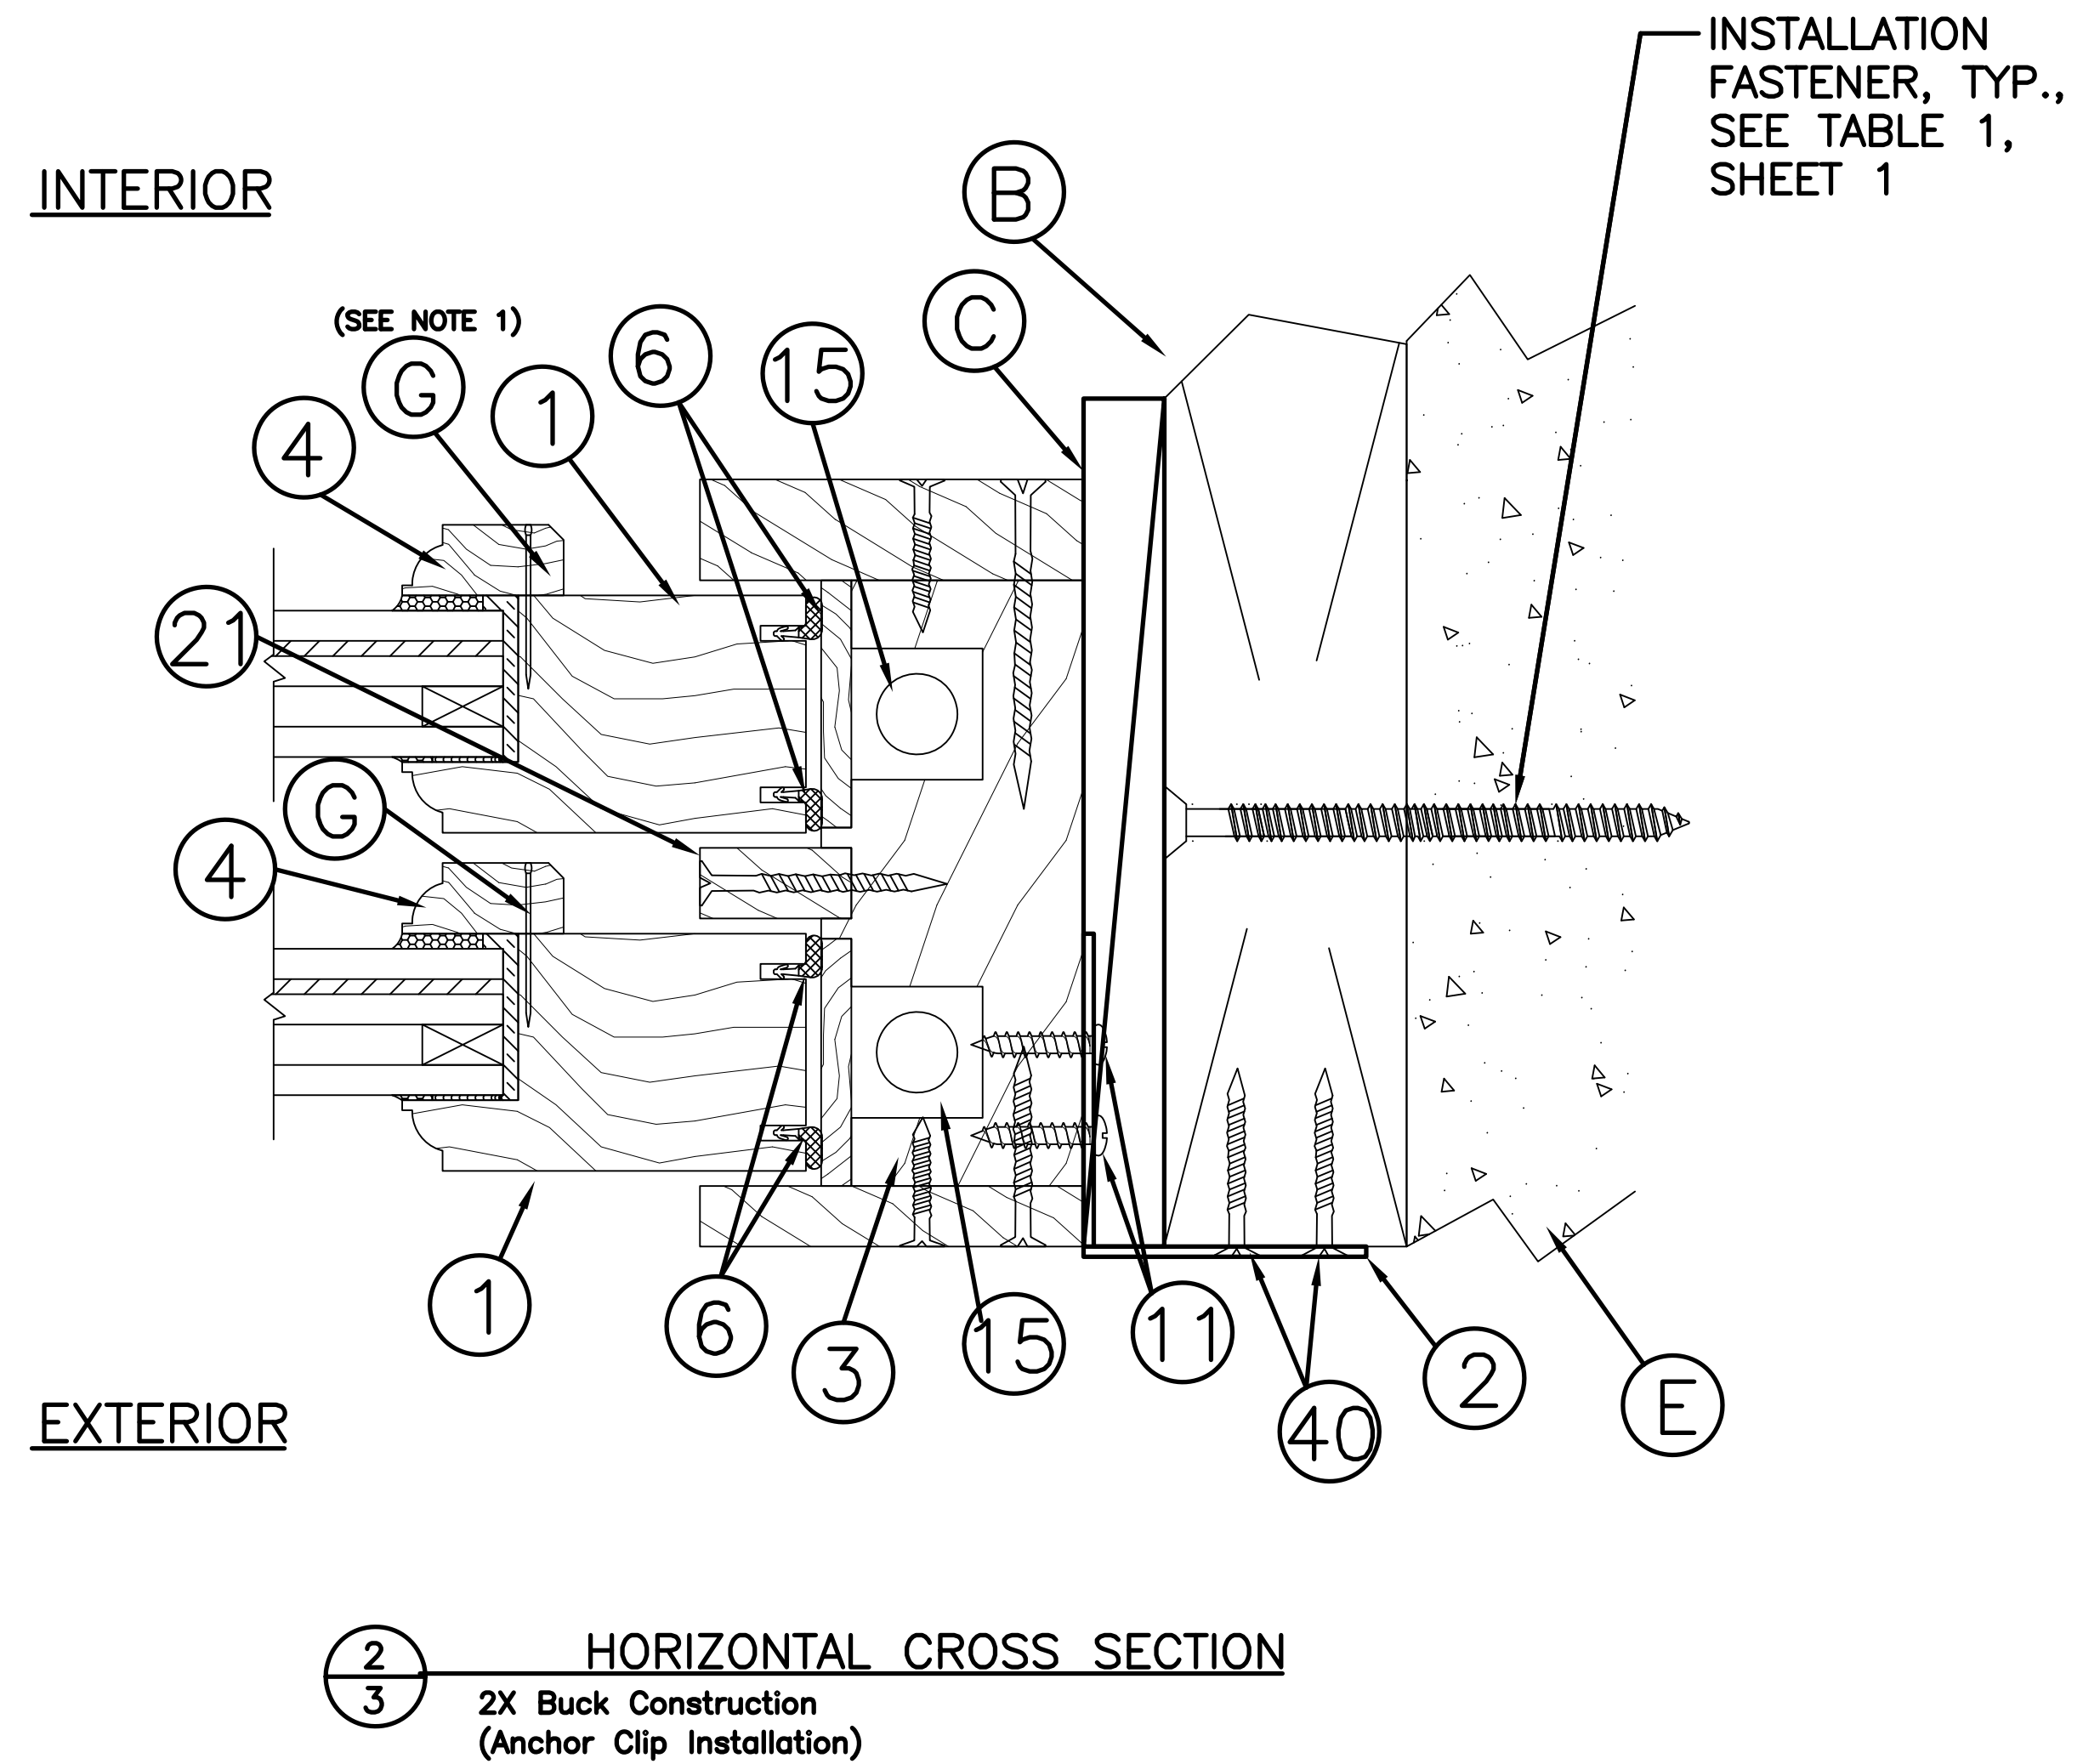 INSTALLATION
FASTENER, TYP.,
SEE TABLE 1,
SHEET 1
INTERIOR
B
C
(SEE NOTE 1)
G
1
6
15
4
21
G
4
1
6
3
15
11
40
2
E
EXTERIOR
2
3
HORIZONTAL CROSS SECTION
2X Buck Construction
(Anchor Clip Installation)